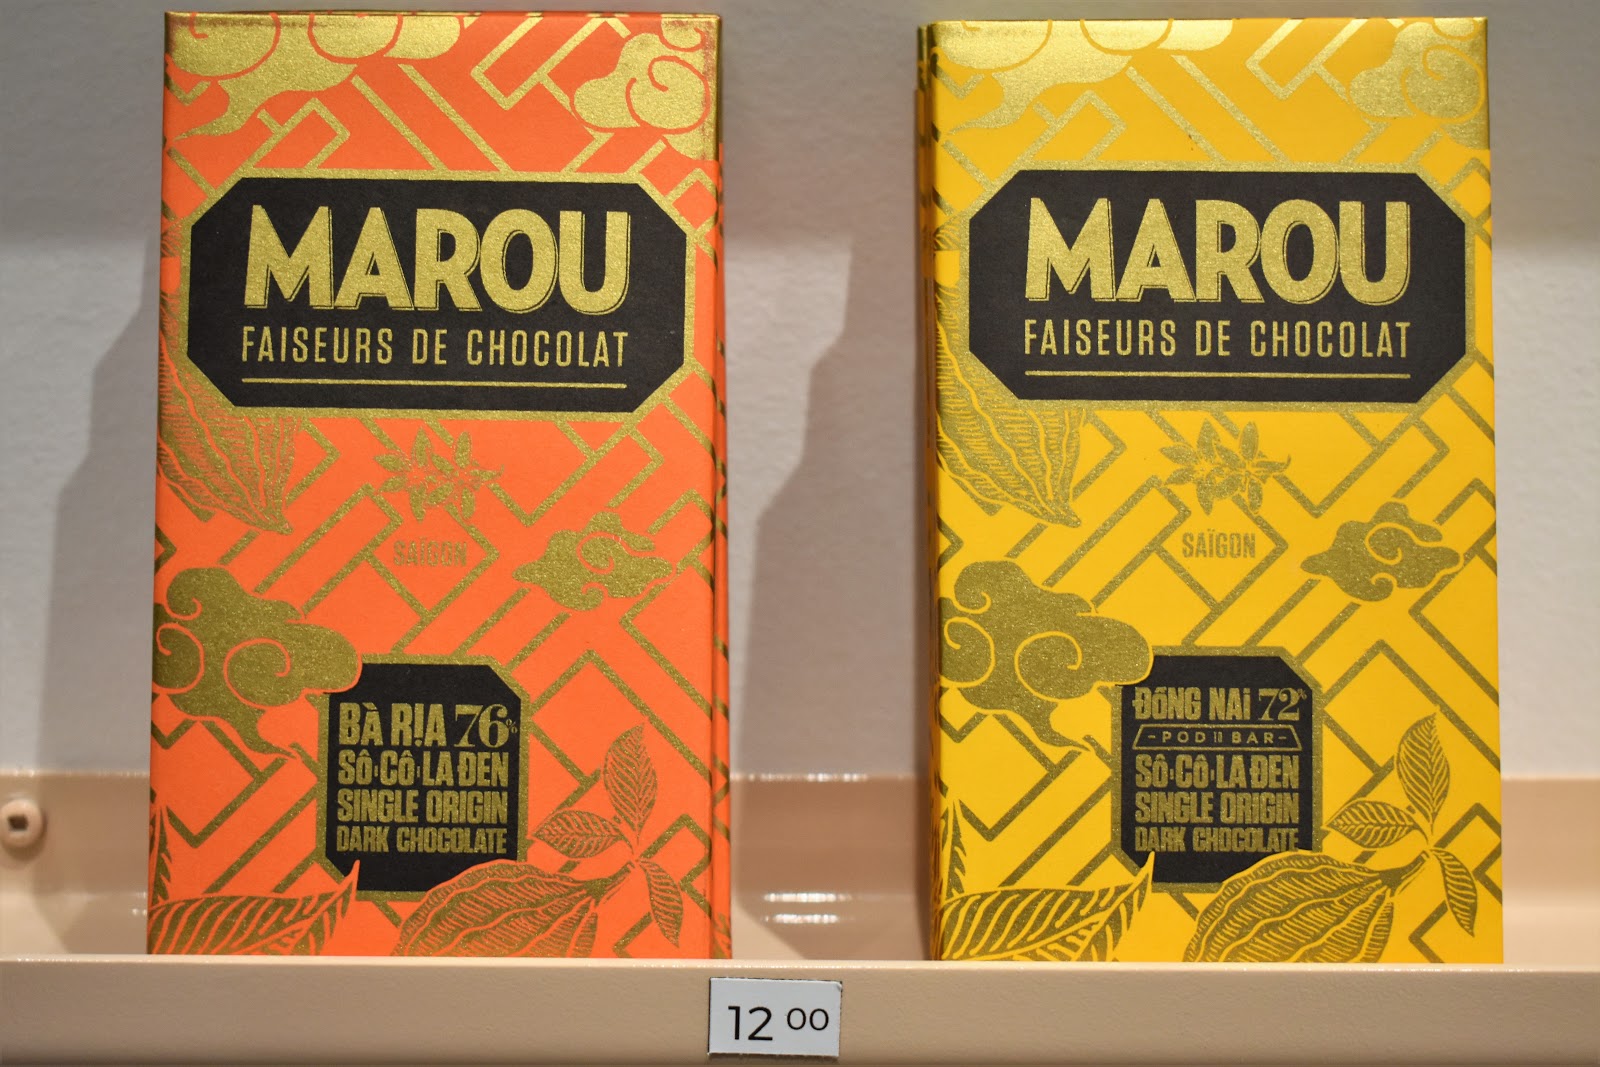 MAROU
FAISEURS DE CHOCOLAT
SAÏGON
BÀ RỊA 76%
SÔ·CÔ·LA ĐEN
SINGLE ORIGIN
DARK CHOCOLATE
MAROU
FAISEURS DE CHOCOLAT
SAÏGON
ĐỒNG NAI 72%
-POD II BAR-
SÔ·CÔ·LA ĐEN
SINGLE ORIGIN
DARK CHOCOLATE
12 00